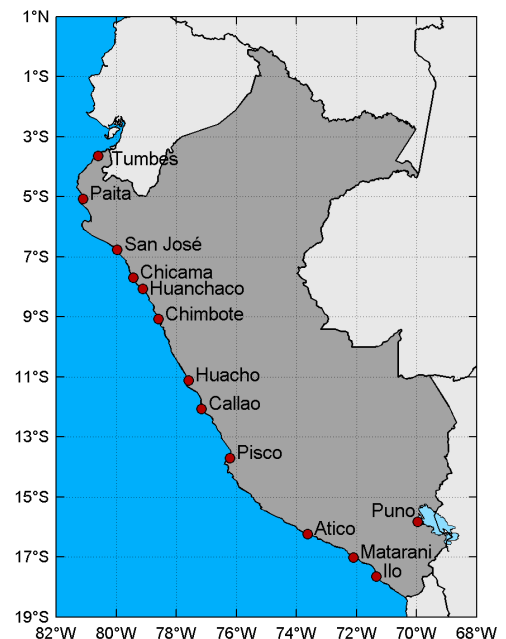 1°N
1°S
3°S
Tumbes
Paita
5°S
San José
7°S
Chicama
Huanchaco
Chimbote
9°S
Huacho
11°S
Callao
13°S
Pisco
15°S
Puno
Atico
17°S
Matarani
Ilo
19°S
82°W 80°W 78°W 76°W 74°W 72°W 70°W 68°W